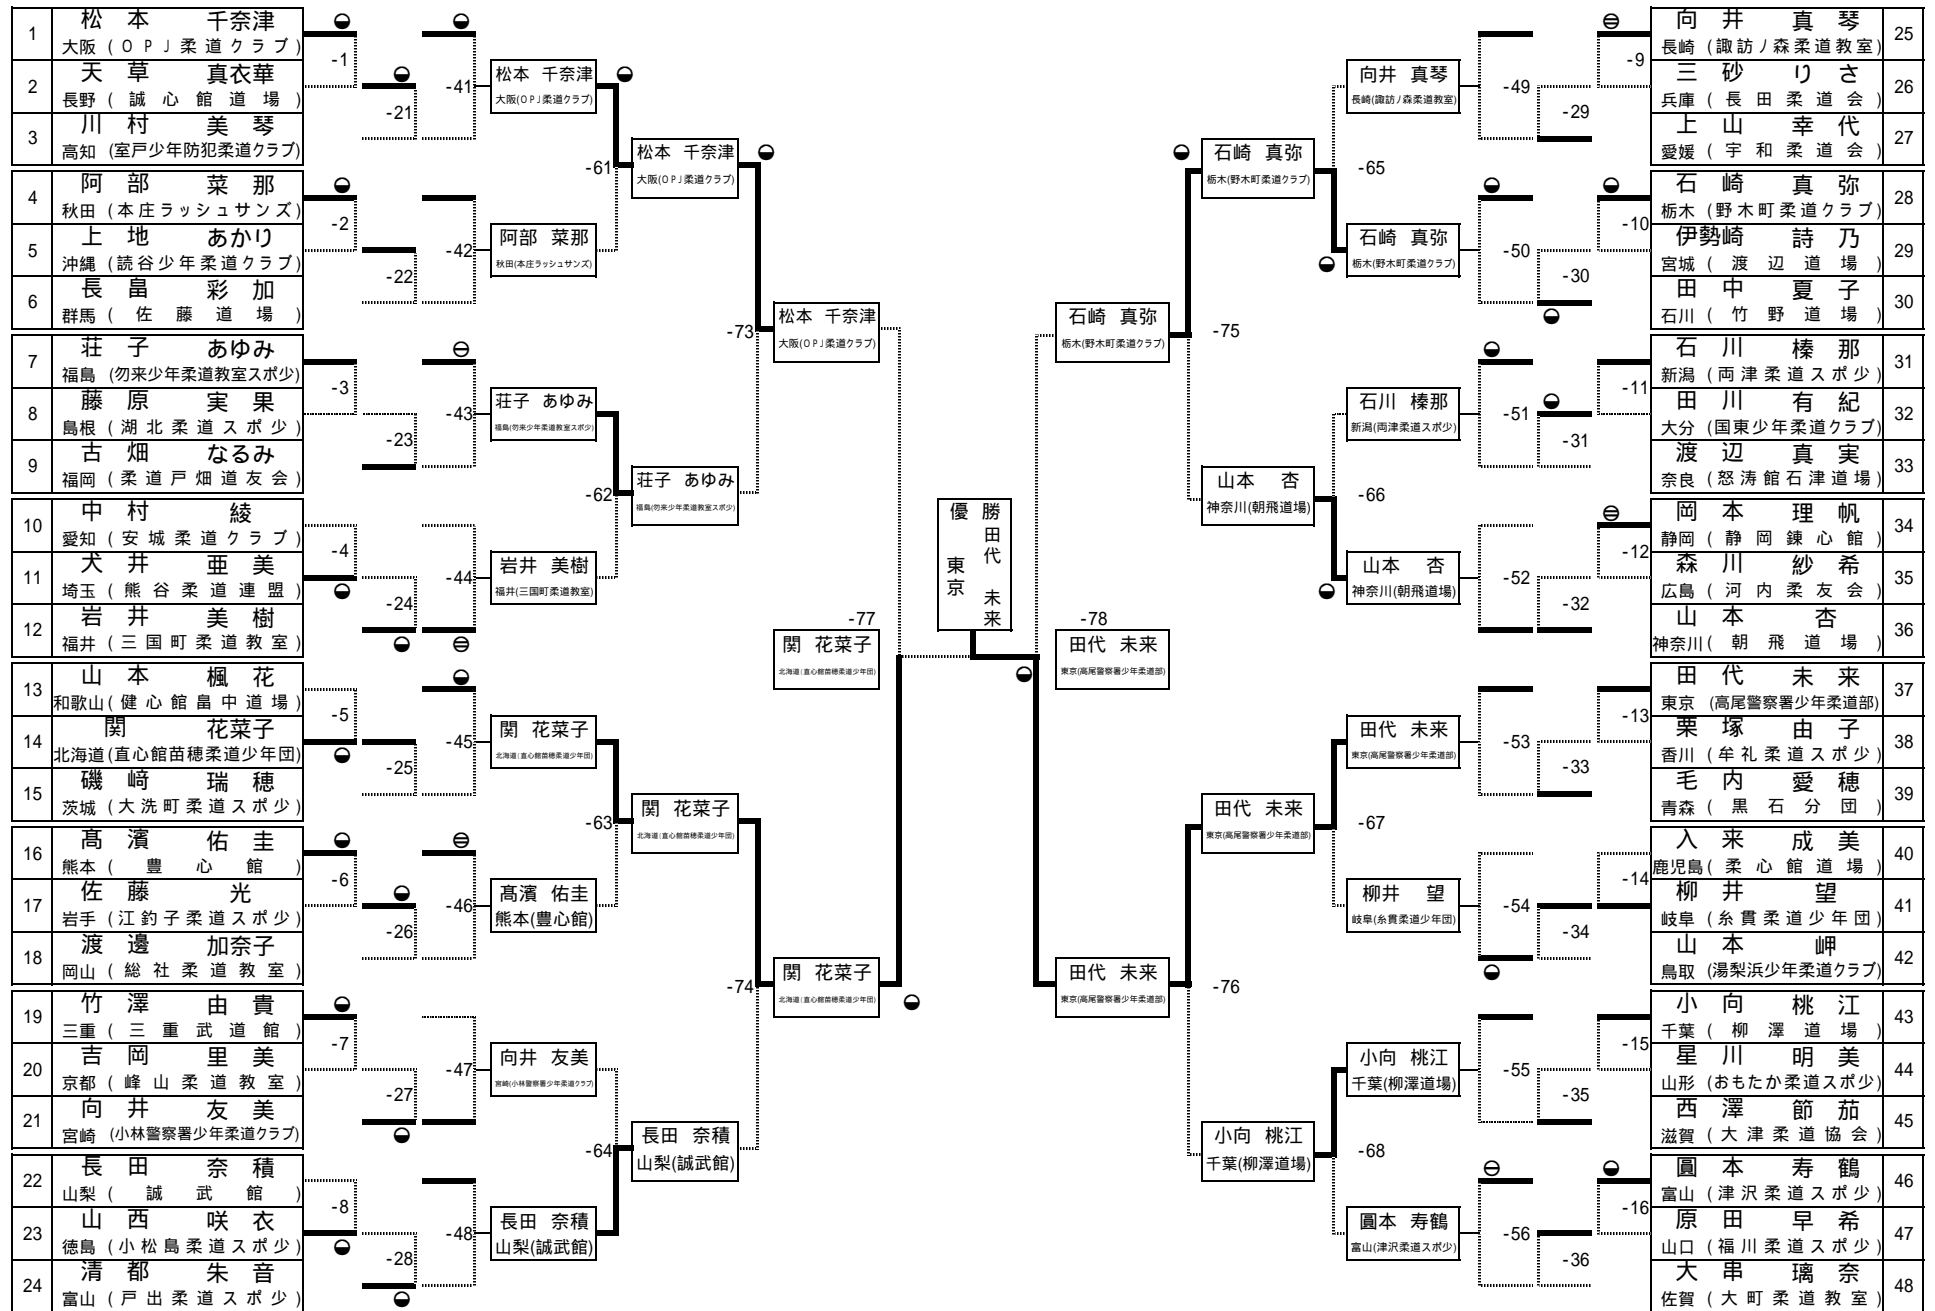 1
松本 千奈津
大阪 (OPJ柔道クラブ)
2
天草 真衣華
長野 (誠心館道場)
3
川村 美琴
高知 (室戸少年防犯柔道クラブ)
4
阿部 菜那
秋田 (本庄ラッシュサンズ)
5
上地 あかり
沖縄 (読谷少年柔道クラブ)
6
長畠 彩加
群馬 (佐藤道場)
7
荘子 あゆみ
福島 (勿来少年柔道教室スポ少)
8
藤原 実果
島根 (湖北柔道スポ少)
9
古畑 なるみ
福岡 (柔道戸畑道友会)
10
中村 綾
愛知 (安城柔道クラブ)
11
犬井 亜美
埼玉 (熊谷柔道連盟)
12
岩井 美樹
福井 (三国町柔道教室)
13
山本 楓花
和歌山 (健心館畠中道場)
14
関 花菜子
北海道 (直心館苗穂柔道少年団)
15
磯﨑 瑞穂
茨城 (大洗町柔道スポ少)
16
髙濱 佑圭
熊本 (豊心館)
17
佐藤 光
岩手 (江釣子柔道スポ少)
18
渡邊 加奈子
岡山 (総社柔道教室)
19
竹澤 由貴
三重 (三重武道館)
20
吉岡 里美
京都 (峰山柔道教室)
21
向井 友美
宮崎 (小林警察署少年柔道クラブ)
22
長田 奈積
山梨 (誠武館)
23
山西 咲衣
徳島 (小松島柔道スポ少)
24
清都 朱音
富山 (戸出柔道スポ少)
-1
-2
-3
-4
-5
-6
-7
-8
-21
-22
-23
-24
-25
-26
-27
-28
-41
-42
-43
-44
-45
-46
-47
-48
松本 千奈津
大阪(OPJ柔道クラブ)
阿部 菜那
秋田(本庄ラッシュサンズ)
荘子 あゆみ
福島(勿来少年柔道教室スポ少)
岩井 美樹
福井(三国町柔道教室)
関 花菜子
北海道(直心館苗穂柔道少年団)
髙濱 佑圭
熊本(豊心館)
向井 友美
宮崎(小林警察署少年柔道クラブ)
長田 奈積
山梨(誠武館)
-61
-62
-63
-64
松本 千奈津
大阪(OPJ柔道クラブ)
荘子 あゆみ
福島(勿来少年柔道教室スポ少)
関 花菜子
北海道(直心館苗穂柔道少年団)
長田 奈積
山梨(誠武館)
-73
-74
松本 千奈津
大阪(OPJ柔道クラブ)
-77
関 花菜子
北海道(直心館苗穂柔道少年団)
関 花菜子
北海道(直心館苗穂柔道少年団)
優勝
田代 未来
東京
石崎 真弥
栃木(野木町柔道クラブ)
-78
田代 未来
東京(高尾警察署少年柔道部)
田代 未来
東京(高尾警察署少年柔道部)
-75
-76
石崎 真弥
栃木(野木町柔道クラブ)
山本 杏
神奈川(朝飛道場)
田代 未来
東京(高尾警察署少年柔道部)
小向 桃江
千葉(柳澤道場)
-65
-66
-67
-68
向井 真琴
長崎(諏訪ノ森柔道教室)
石崎 真弥
栃木(野木町柔道クラブ)
石川 榛那
新潟(両津柔道スポ少)
山本 杏
神奈川(朝飛道場)
田代 未来
東京(高尾警察署少年柔道部)
柳井 望
岐阜(糸貫柔道少年団)
小向 桃江
千葉(柳澤道場)
圓本 寿鶴
富山(津沢柔道スポ少)
-49
-50
-51
-52
-53
-54
-55
-56
-29
-30
-31
-32
-33
-34
-35
-36
-9
-10
-11
-12
-13
-14
-15
-16
向井 真琴
長崎 (諏訪ノ森柔道教室)
25
三砂 りさ
兵庫 (長田柔道会)
26
上山 幸代
愛媛 (宇和柔道会)
27
石崎 真弥
栃木 (野木町柔道クラブ)
28
伊勢崎 詩乃
宮城 (渡辺道場)
29
田中 夏子
石川 (竹野道場)
30
石川 榛那
新潟 (両津柔道スポ少)
31
田川 有紀
大分 (国東少年柔道クラブ)
32
渡辺 真実
奈良 (怒涛館石津道場)
33
岡本 理帆
静岡 (静岡錬心館)
34
森川 紗希
広島 (河内柔友会)
35
山本 杏
神奈川 (朝飛道場)
36
田代 未来
東京 (高尾警察署少年柔道部)
37
栗塚 由子
香川 (牟礼柔道スポ少)
38
毛内 愛穂
青森 (黒石分団)
39
入来 成美
鹿児島 (柔心館道場)
40
柳井 望
岐阜 (糸貫柔道少年団)
41
山本 岬
鳥取 (湯梨浜少年柔道クラブ)
42
小向 桃江
千葉 (柳澤道場)
43
星川 明美
山形 (おもたか柔道スポ少)
44
西澤 節茄
滋賀 (大津柔道協会)
45
圓本 寿鶴
富山 (津沢柔道スポ少)
46
原田 早希
山口 (福川柔道スポ少)
47
大串 璃奈
佐賀 (大町柔道教室)
48